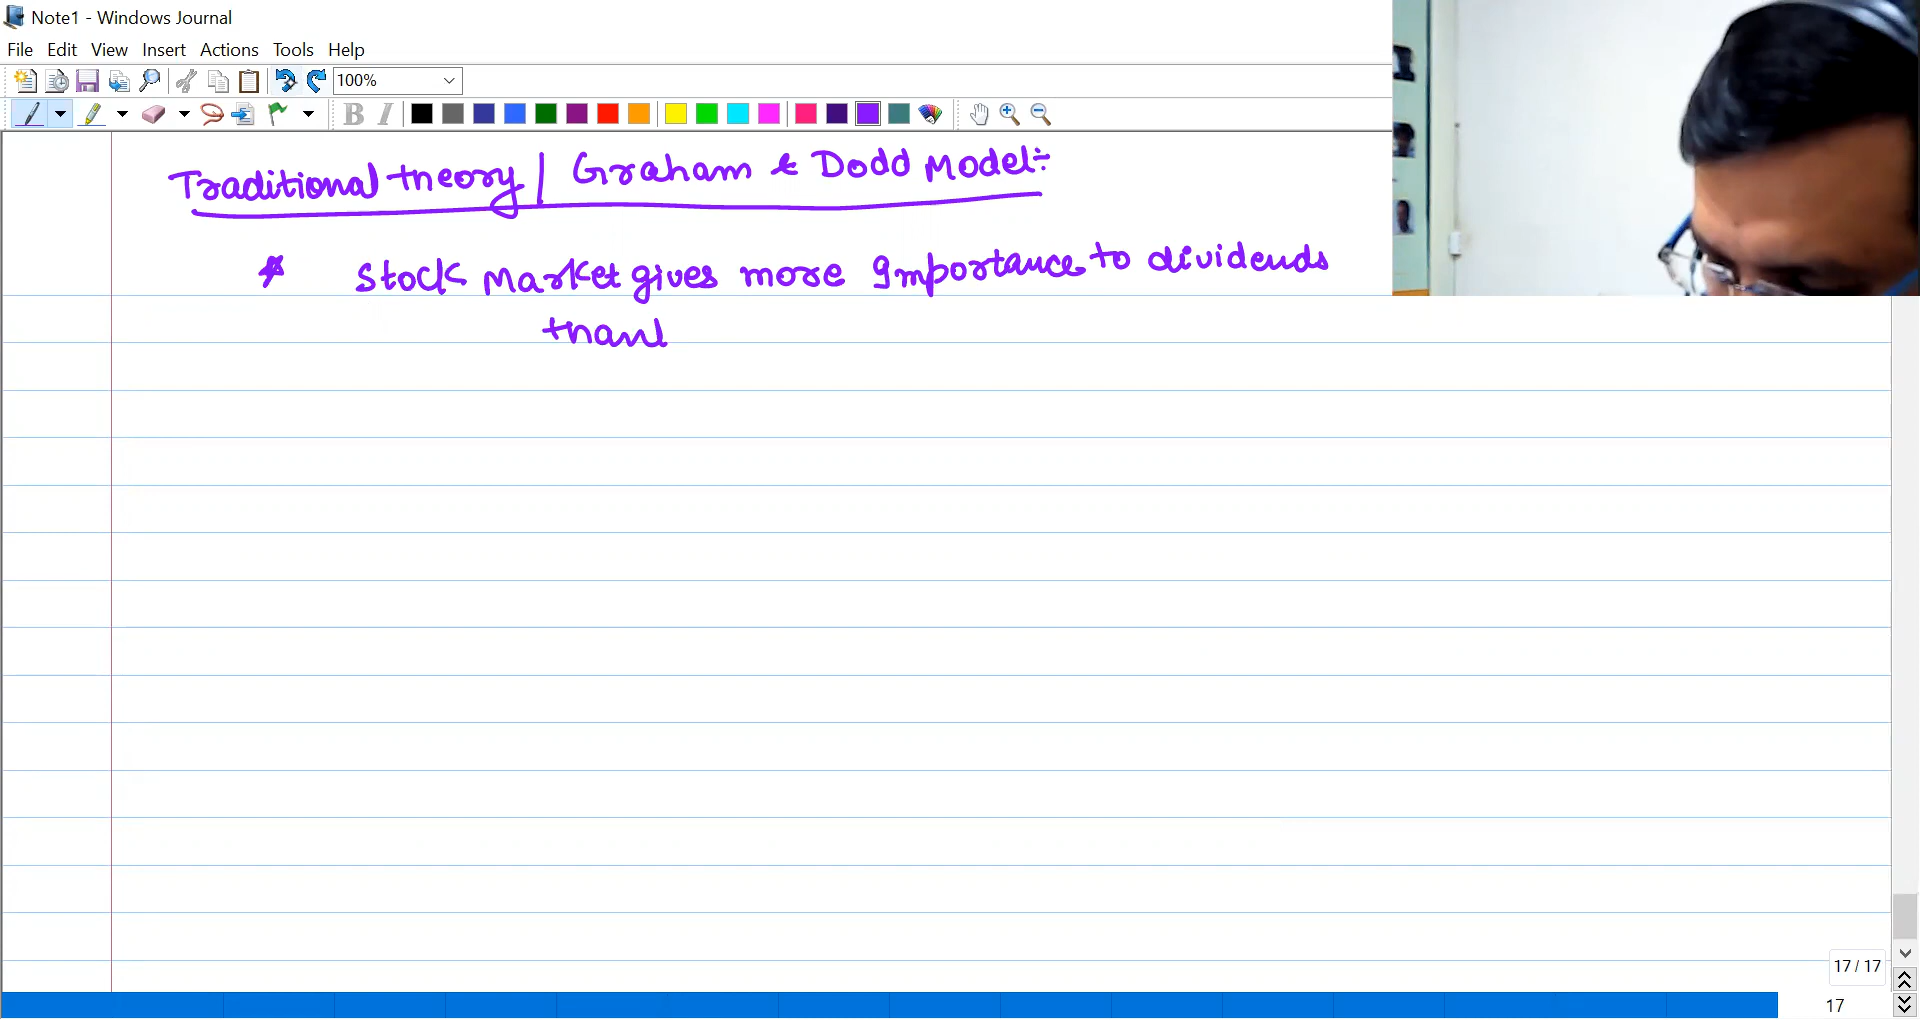 Note1 - Windows Journal
File Edit View Insert Actions Tools Help
100%
B I
Traditional theory | Graham & Dodd Model:-
* Stock Market gives more Importance to dividends
than
17 / 17
17